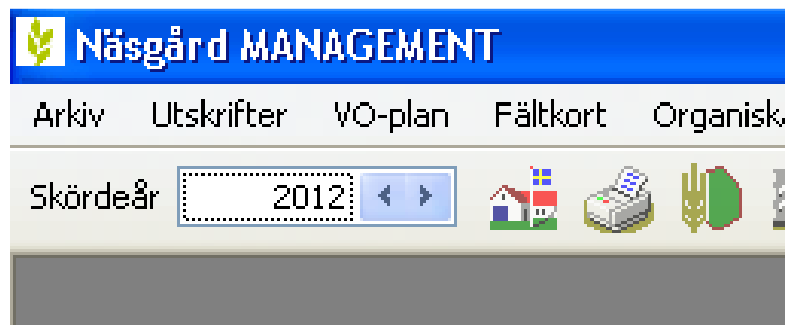 Näsgård MANAGEMENT
Arkiv Utskrifter VO-plan Fältkort
Skördeår 2012